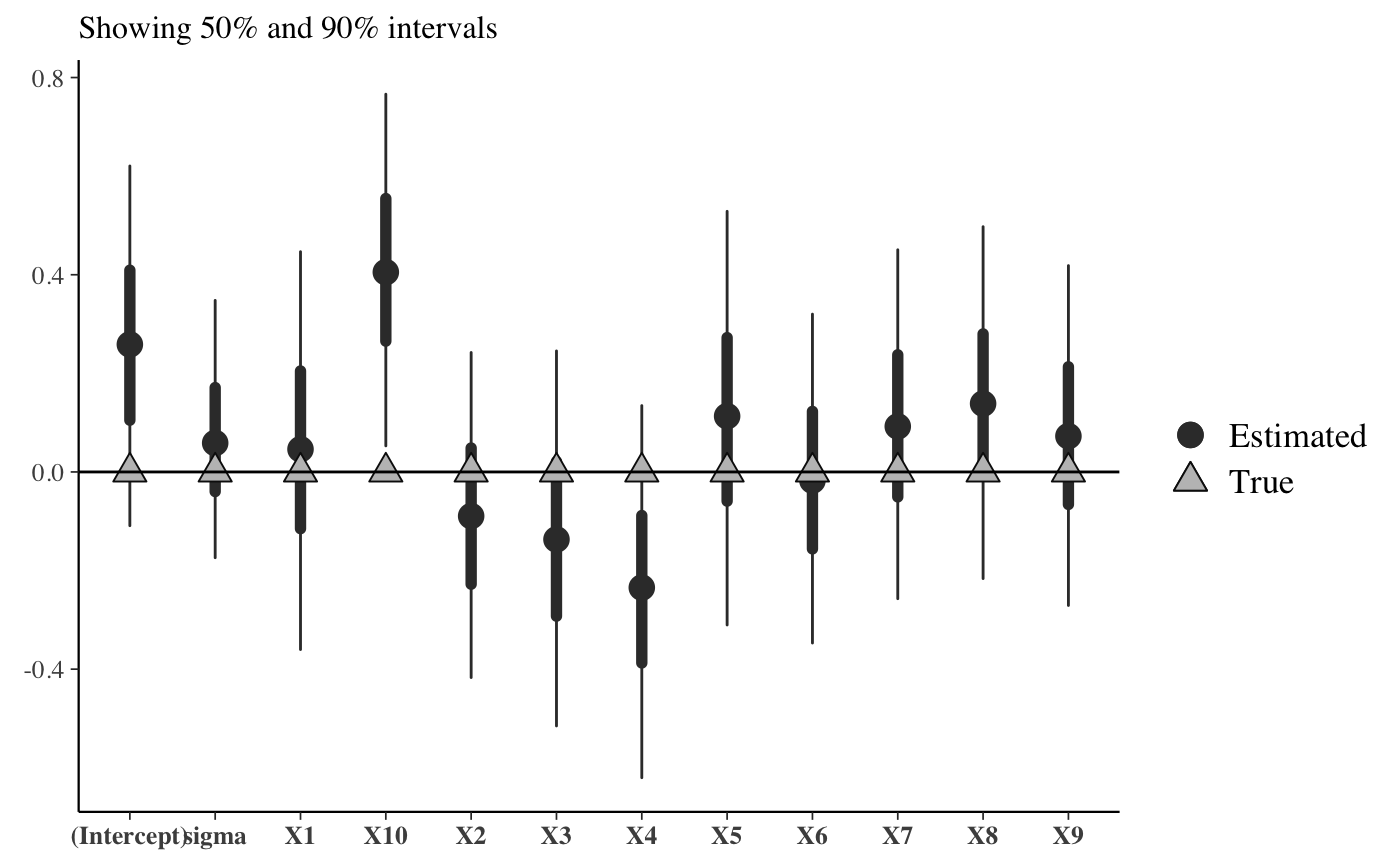 Showing 50% and 90% intervals
0.8
0.4
0.0
-0.4
(Intercept) sigma X1 X10 X2 X3 X4 X5 X6 X7 X8 X9
Estimated
True